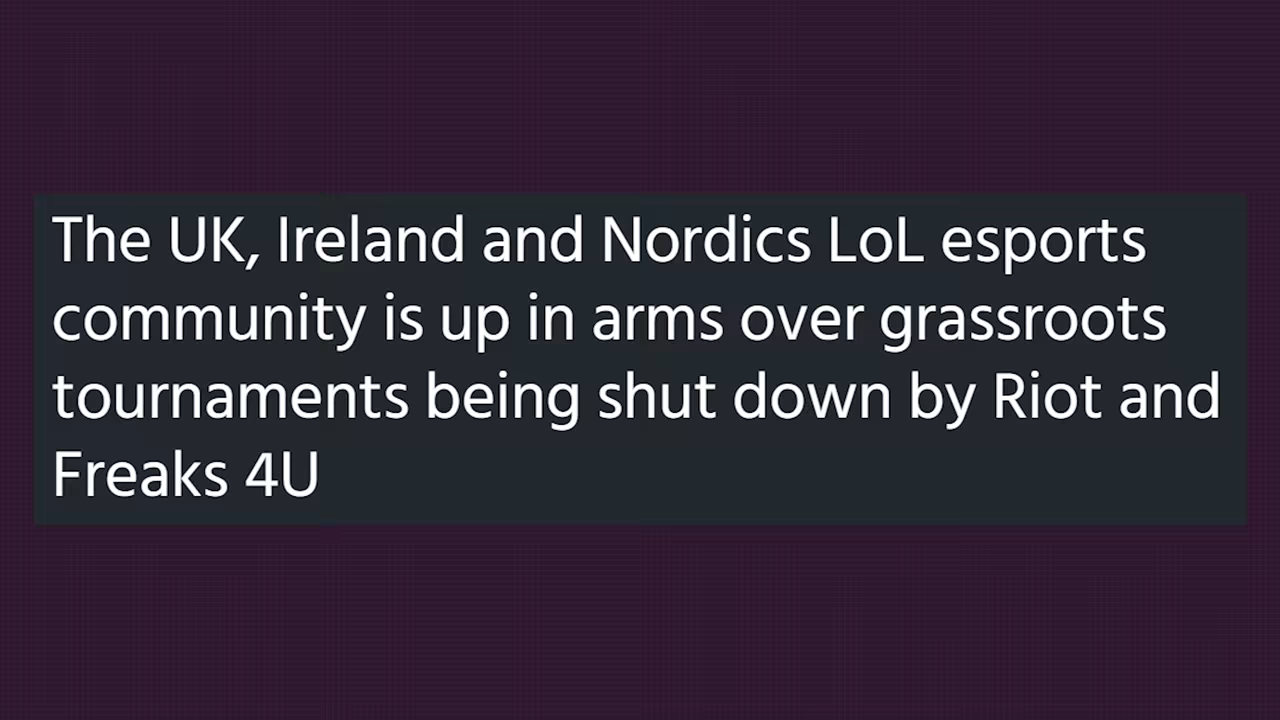 The UK, Ireland and Nordics LoL esports
community is up in arms over grassroots
tournaments being shut down by Riot and
Freaks 4U